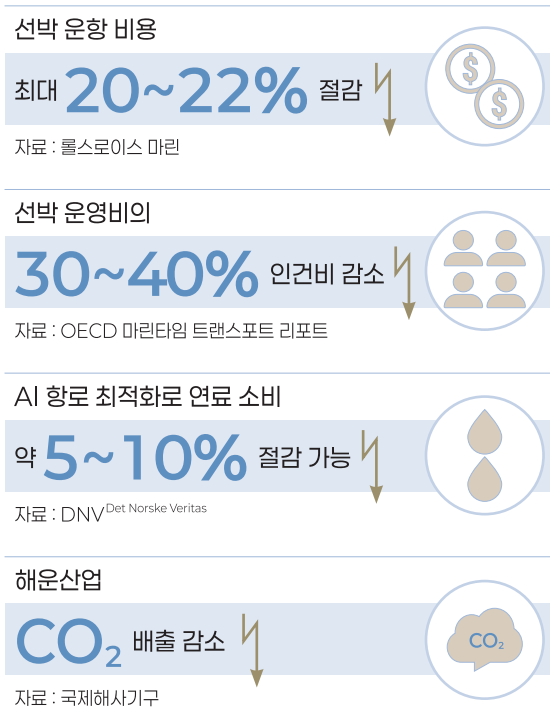 선박 운항 비용
최대 20~22% 절감
자료 : 롤스로이스 마린
선박 운영비의
30~40% 인건비 감소
자료 : OECD 마린타임 트랜스포트 리포트
AI 항로 최적화로 연료 소비
약 5~10% 절감 가능
자료 : DNV Det Norske Veritas
해운산업
CO₂ 배출 감소
CO₂
자료 : 국제해사기구